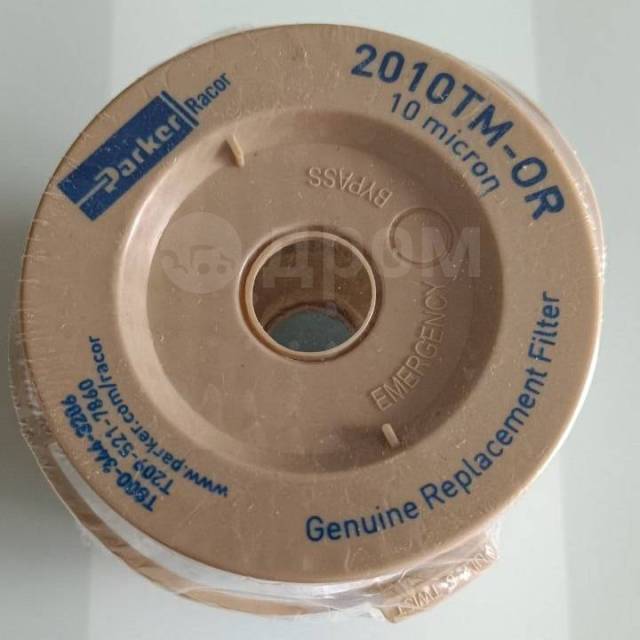 Parker
Racor
2010TM-OR
10 micron
BYPASS
EMERGENCY
дром
T800-344-3286
T209-521-7860
www.parker.com/racor
Genuine Replacement Filter